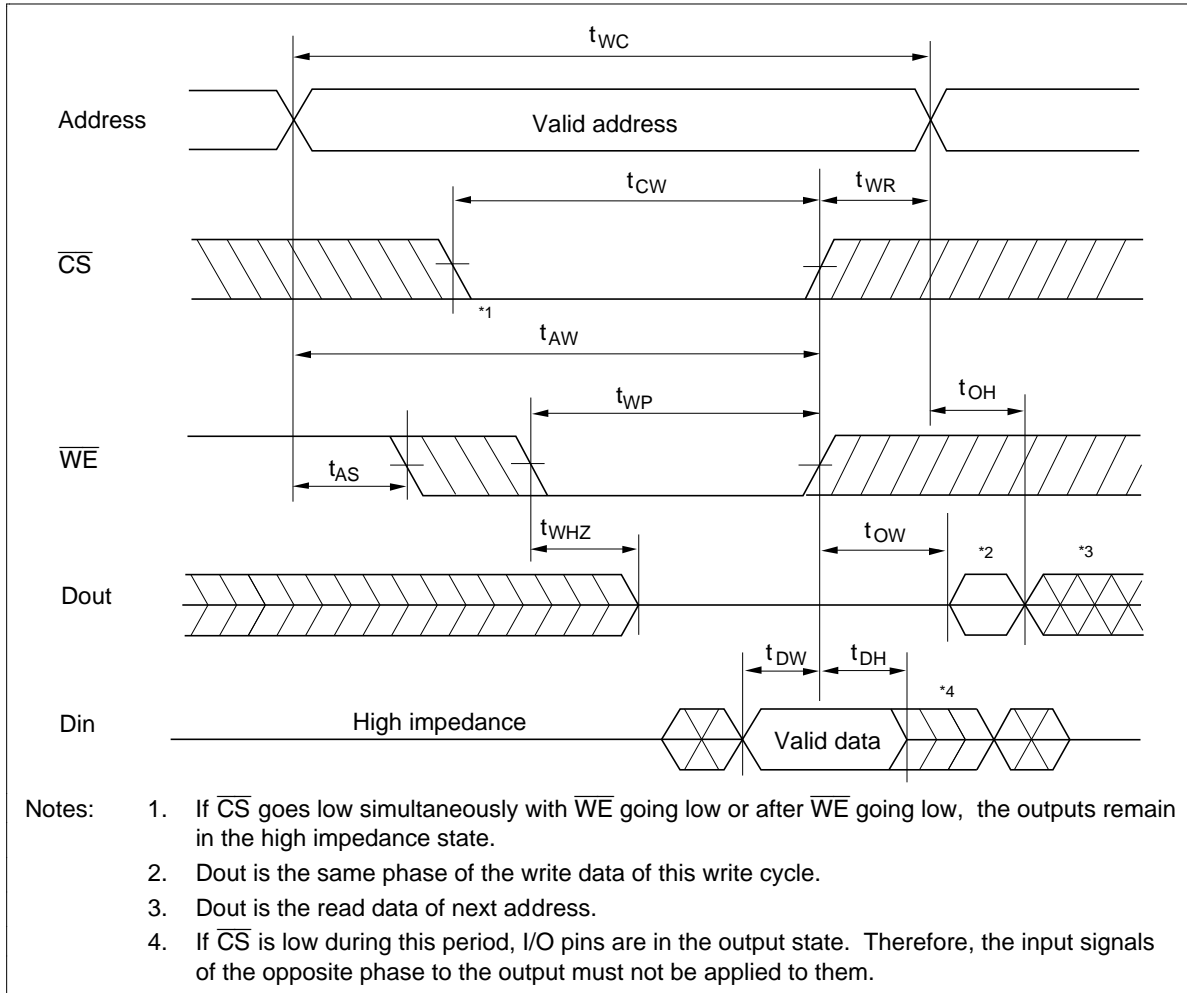 tWC
Address
Valid address
tCW
tWR
CS
*1
tAW
tWP
tOH
WE
tAS
tWHZ
tOW
*2
*3
Dout
tDW
tDH
*4
Din
High impedance
Valid data
Notes: 1. If CS goes low simultaneously with WE going low or after WE going low, the outputs remain
in the high impedance state.
2. Dout is the same phase of the write data of this write cycle.
3. Dout is the read data of next address.
4. If CS is low during this period, I/O pins are in the output state. Therefore, the input signals
of the opposite phase to the output must not be applied to them.